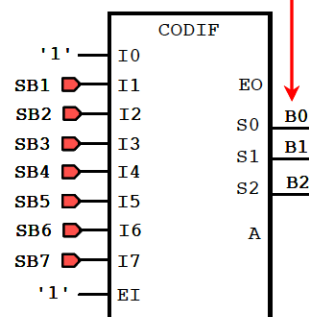 CODIF
'1' I0
SB1 I1 EO
SB2 I2 S0 B0
SB3 I3 S1 B1
SB4 I4 S2 B2
SB5 I5
SB6 I6 A
SB7 I7
'1' EI